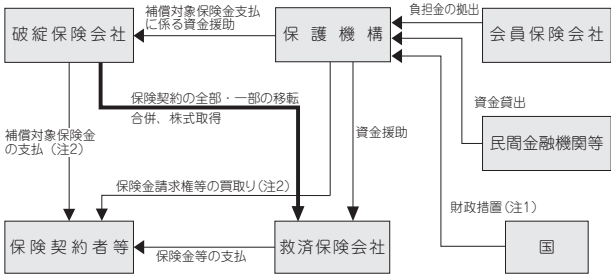 補償対象保険金支払
に係る資金援助
負担金の拠出
破綻保険会社
保護機構
会員保険会社
保険契約の全部・一部の移転
合併、株式取得
資金貸出
補償対象保険金
の支払(注2)
資金援助
民間金融機関等
保険金請求権等の買取り(注2)
財政措置(注1)
保険契約者等
保険金等の支払
救済保険会社
国